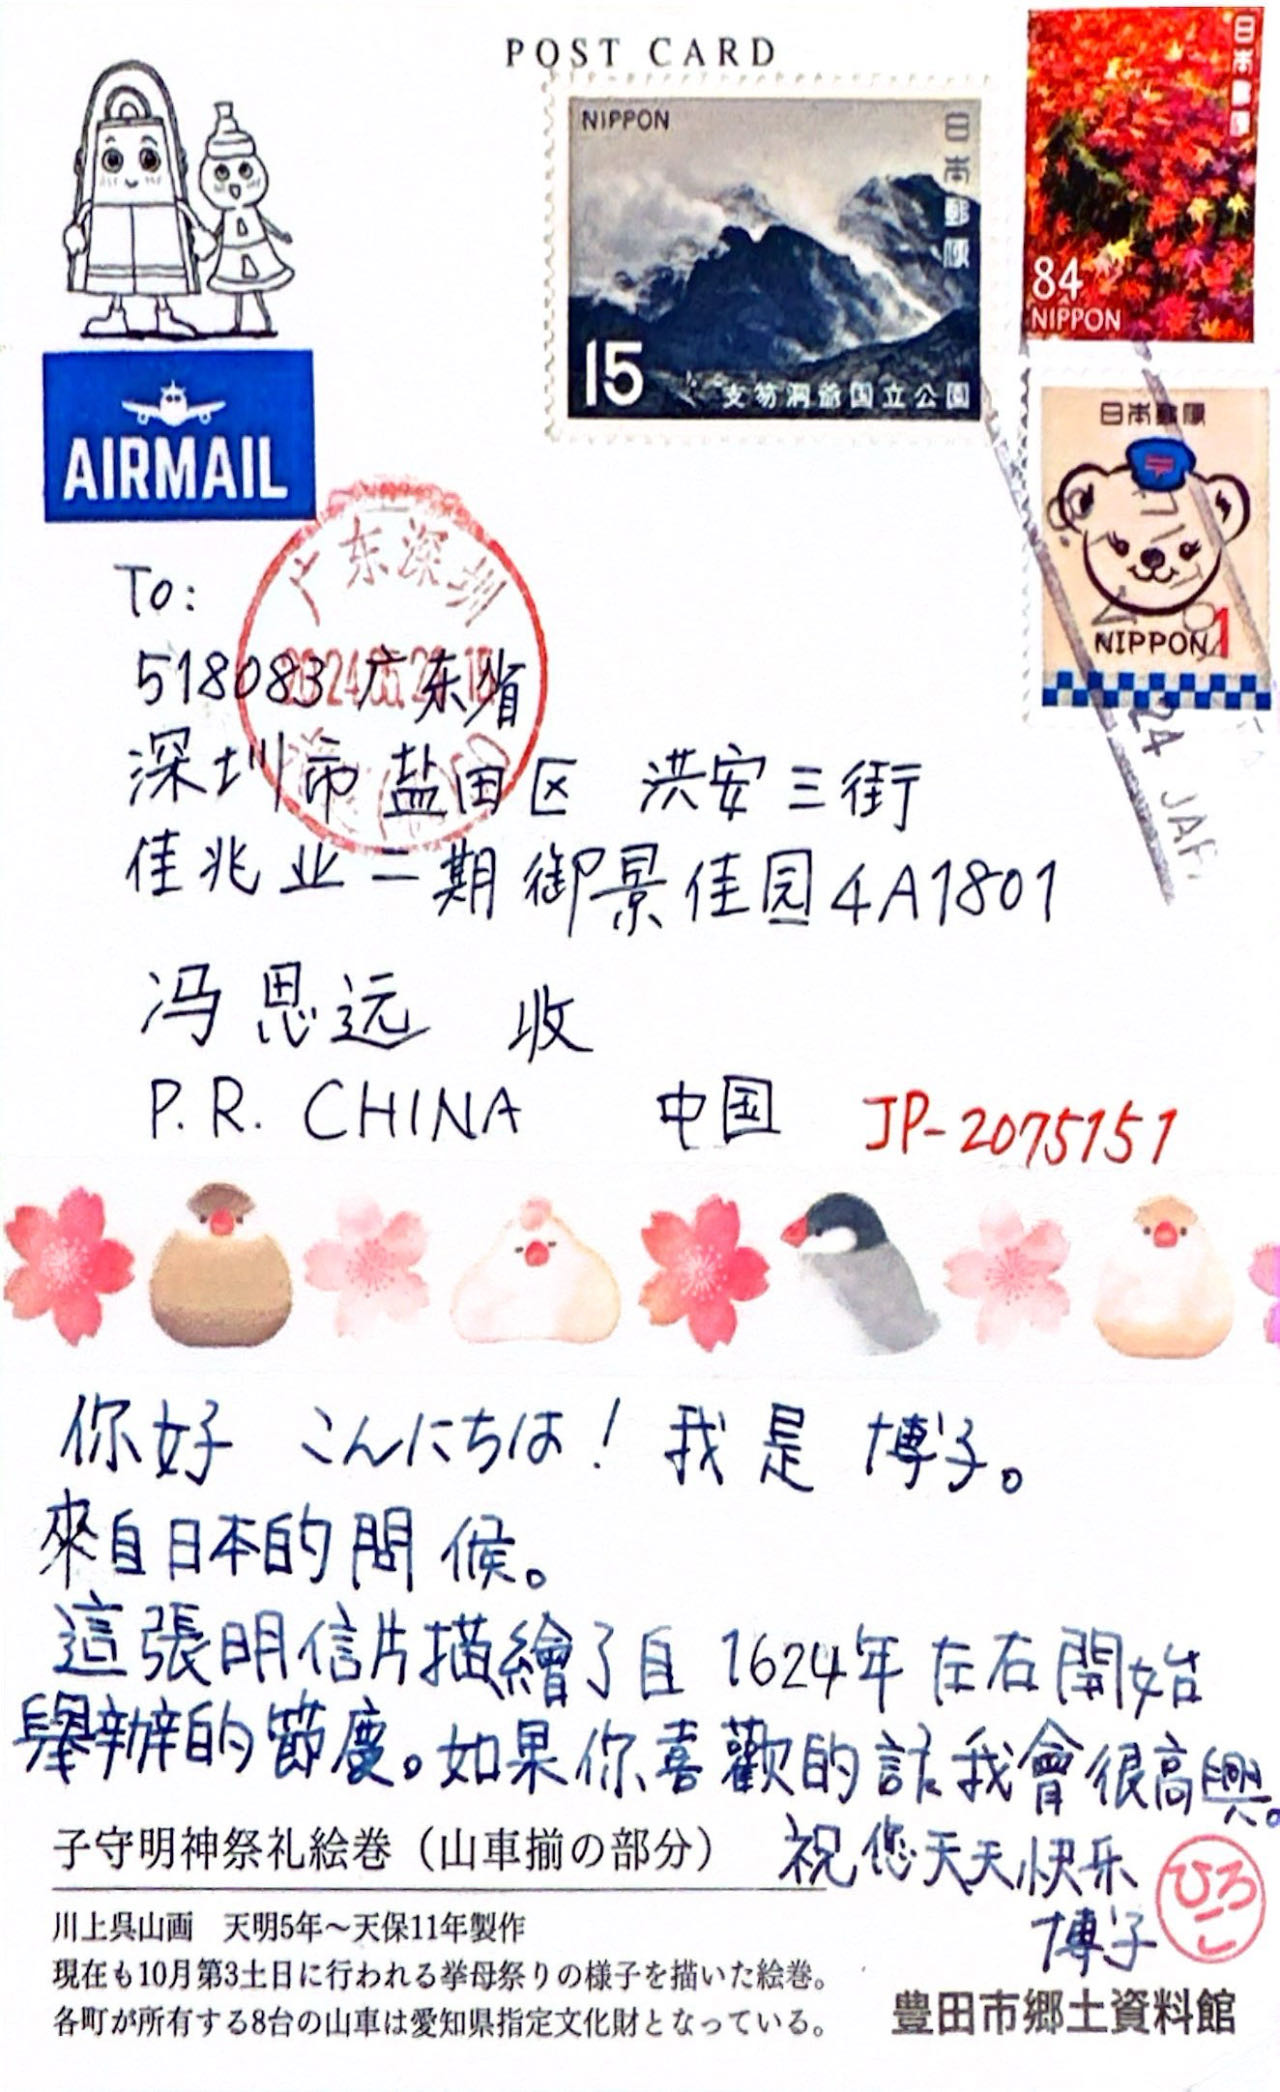 POST CARD
NIPPON
日本郵便
15
支笏洞爺国立公園
日本郵便
84
NIPPON
日本郵便
NIPPON 1
24 JAP
AIRMAIL
广东深圳
To:
518083 广东省
深圳市盐田区 洪安三街
佳兆业二期御景佳园4A1801
冯思远 收
P.R. CHINA 中国 JP-2075151
你好 こんにちは! 我是 博子。
來自日本的問候。
這張明信片描繪了自 1624年左右開始
舉辦的節慶。如果你喜歡的話我會很高興。
祝您天天快乐
博子
ひろこ
子守明神祭礼絵巻（山車揃の部分）
川上呉山画 天明5年～天保11年製作
現在も10月第3土日に行われる挙母祭りの様子を描いた絵巻。
各町が所有する8台の山車は愛知県指定文化財となっている。
豊田市郷土資料館